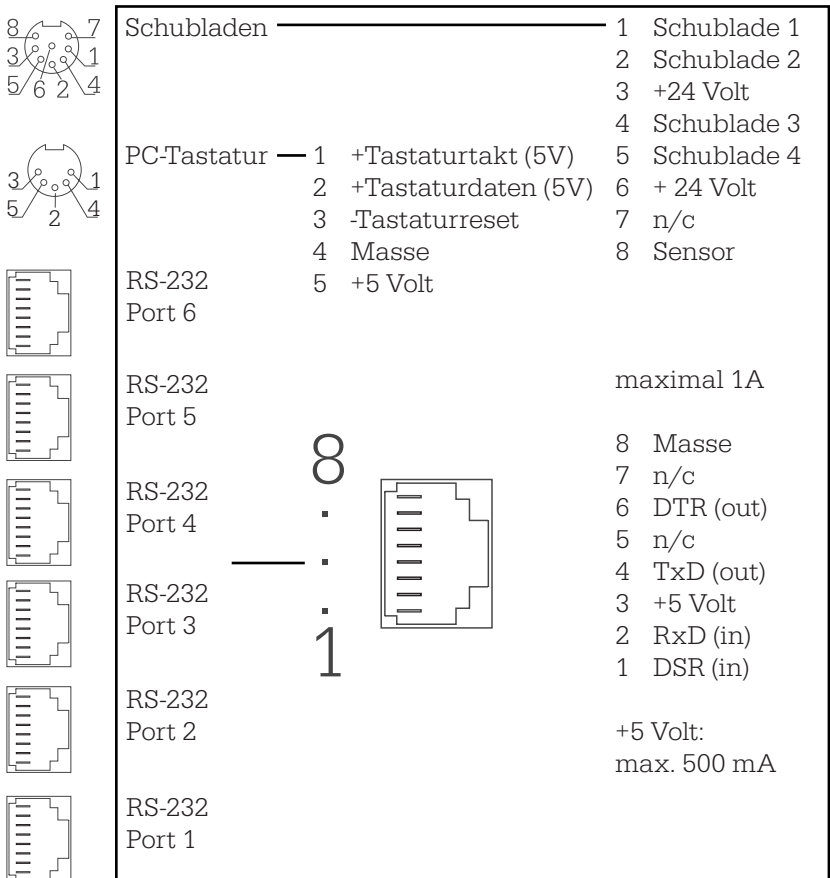 8 7
3 1
5 6 2 4
Schubladen
1 Schublade 1
2 Schublade 2
3 +24 Volt
4 Schublade 3
5 Schublade 4
6 + 24 Volt
7 n/c
8 Sensor
3 1
5 2 4
PC-Tastatur
1 +Tastaturtakt (5V)
2 +Tastaturdaten (5V)
3 -Tastaturreset
4 Masse
5 +5 Volt
RS-232
Port 6
RS-232
Port 5
RS-232
Port 4
RS-232
Port 3
RS-232
Port 2
RS-232
Port 1
8
1
maximal 1A
8 Masse
7 n/c
6 DTR (out)
5 n/c
4 TxD (out)
3 +5 Volt
2 RxD (in)
1 DSR (in)
+5 Volt:
max. 500 mA